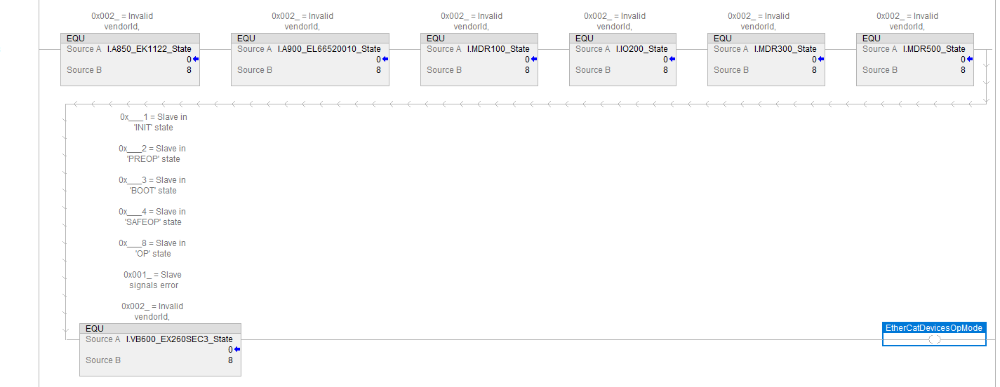 0x002_ = Invalid
vendorId,
0x002_ = Invalid
vendorId,
0x002_ = Invalid
vendorId,
0x002_ = Invalid
vendorId,
0x002_ = Invalid
vendorId,
0x002_ = Invalid
vendorId,
EQU
Source A I.A850_EK1122_State
0
Source B 8
EQU
Source A I.A900_EL66520010_State
0
Source B 8
EQU
Source A I.MDR100_State
0
Source B 8
EQU
Source A I.IO200_State
0
Source B 8
EQU
Source A I.MDR300_State
0
Source B 8
EQU
Source A I.MDR500_State
0
Source B 8
0x___1 = Slave in
'INIT' state
0x___2 = Slave in
'PREOP' state
0x___3 = Slave in
'BOOT' state
0x___4 = Slave in
'SAFEOP' state
0x___8 = Slave in
'OP' state
0x001_ = Slave
signals error
0x002_ = Invalid
vendorId,
EQU
Source A I.VB600_EX260SEC3_State
0
Source B 8
EtherCatDevicesOpMode